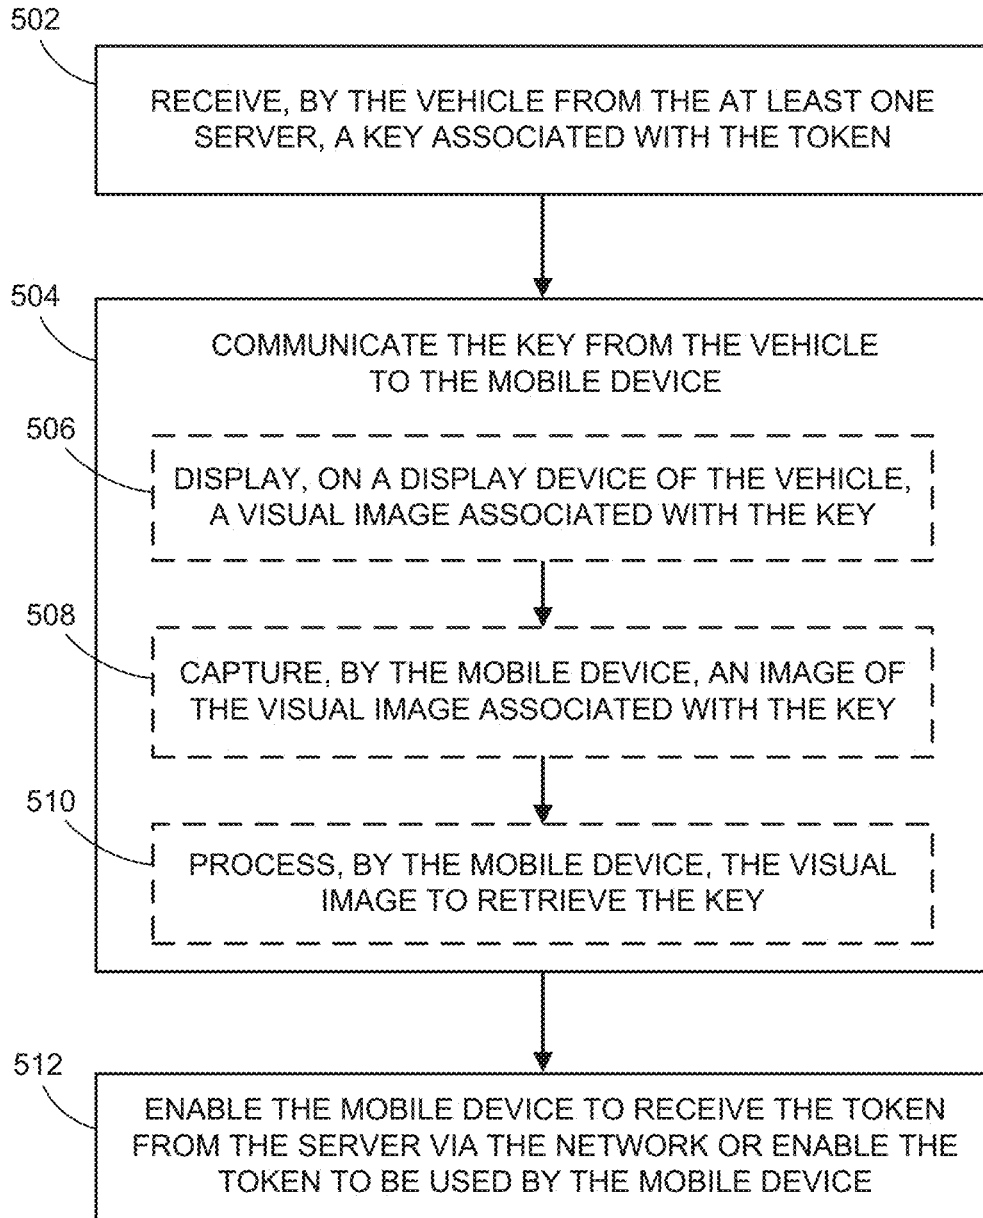 502
RECEIVE, BY THE VEHICLE FROM THE AT LEAST ONE
SERVER, A KEY ASSOCIATED WITH THE TOKEN
504
COMMUNICATE THE KEY FROM THE VEHICLE
TO THE MOBILE DEVICE
506
DISPLAY, ON A DISPLAY DEVICE OF THE VEHICLE,
A VISUAL IMAGE ASSOCIATED WITH THE KEY
508
CAPTURE, BY THE MOBILE DEVICE, AN IMAGE OF
THE VISUAL IMAGE ASSOCIATED WITH THE KEY
510
PROCESS, BY THE MOBILE DEVICE, THE VISUAL
IMAGE TO RETRIEVE THE KEY
512
ENABLE THE MOBILE DEVICE TO RECEIVE THE TOKEN
FROM THE SERVER VIA THE NETWORK OR ENABLE THE
TOKEN TO BE USED BY THE MOBILE DEVICE